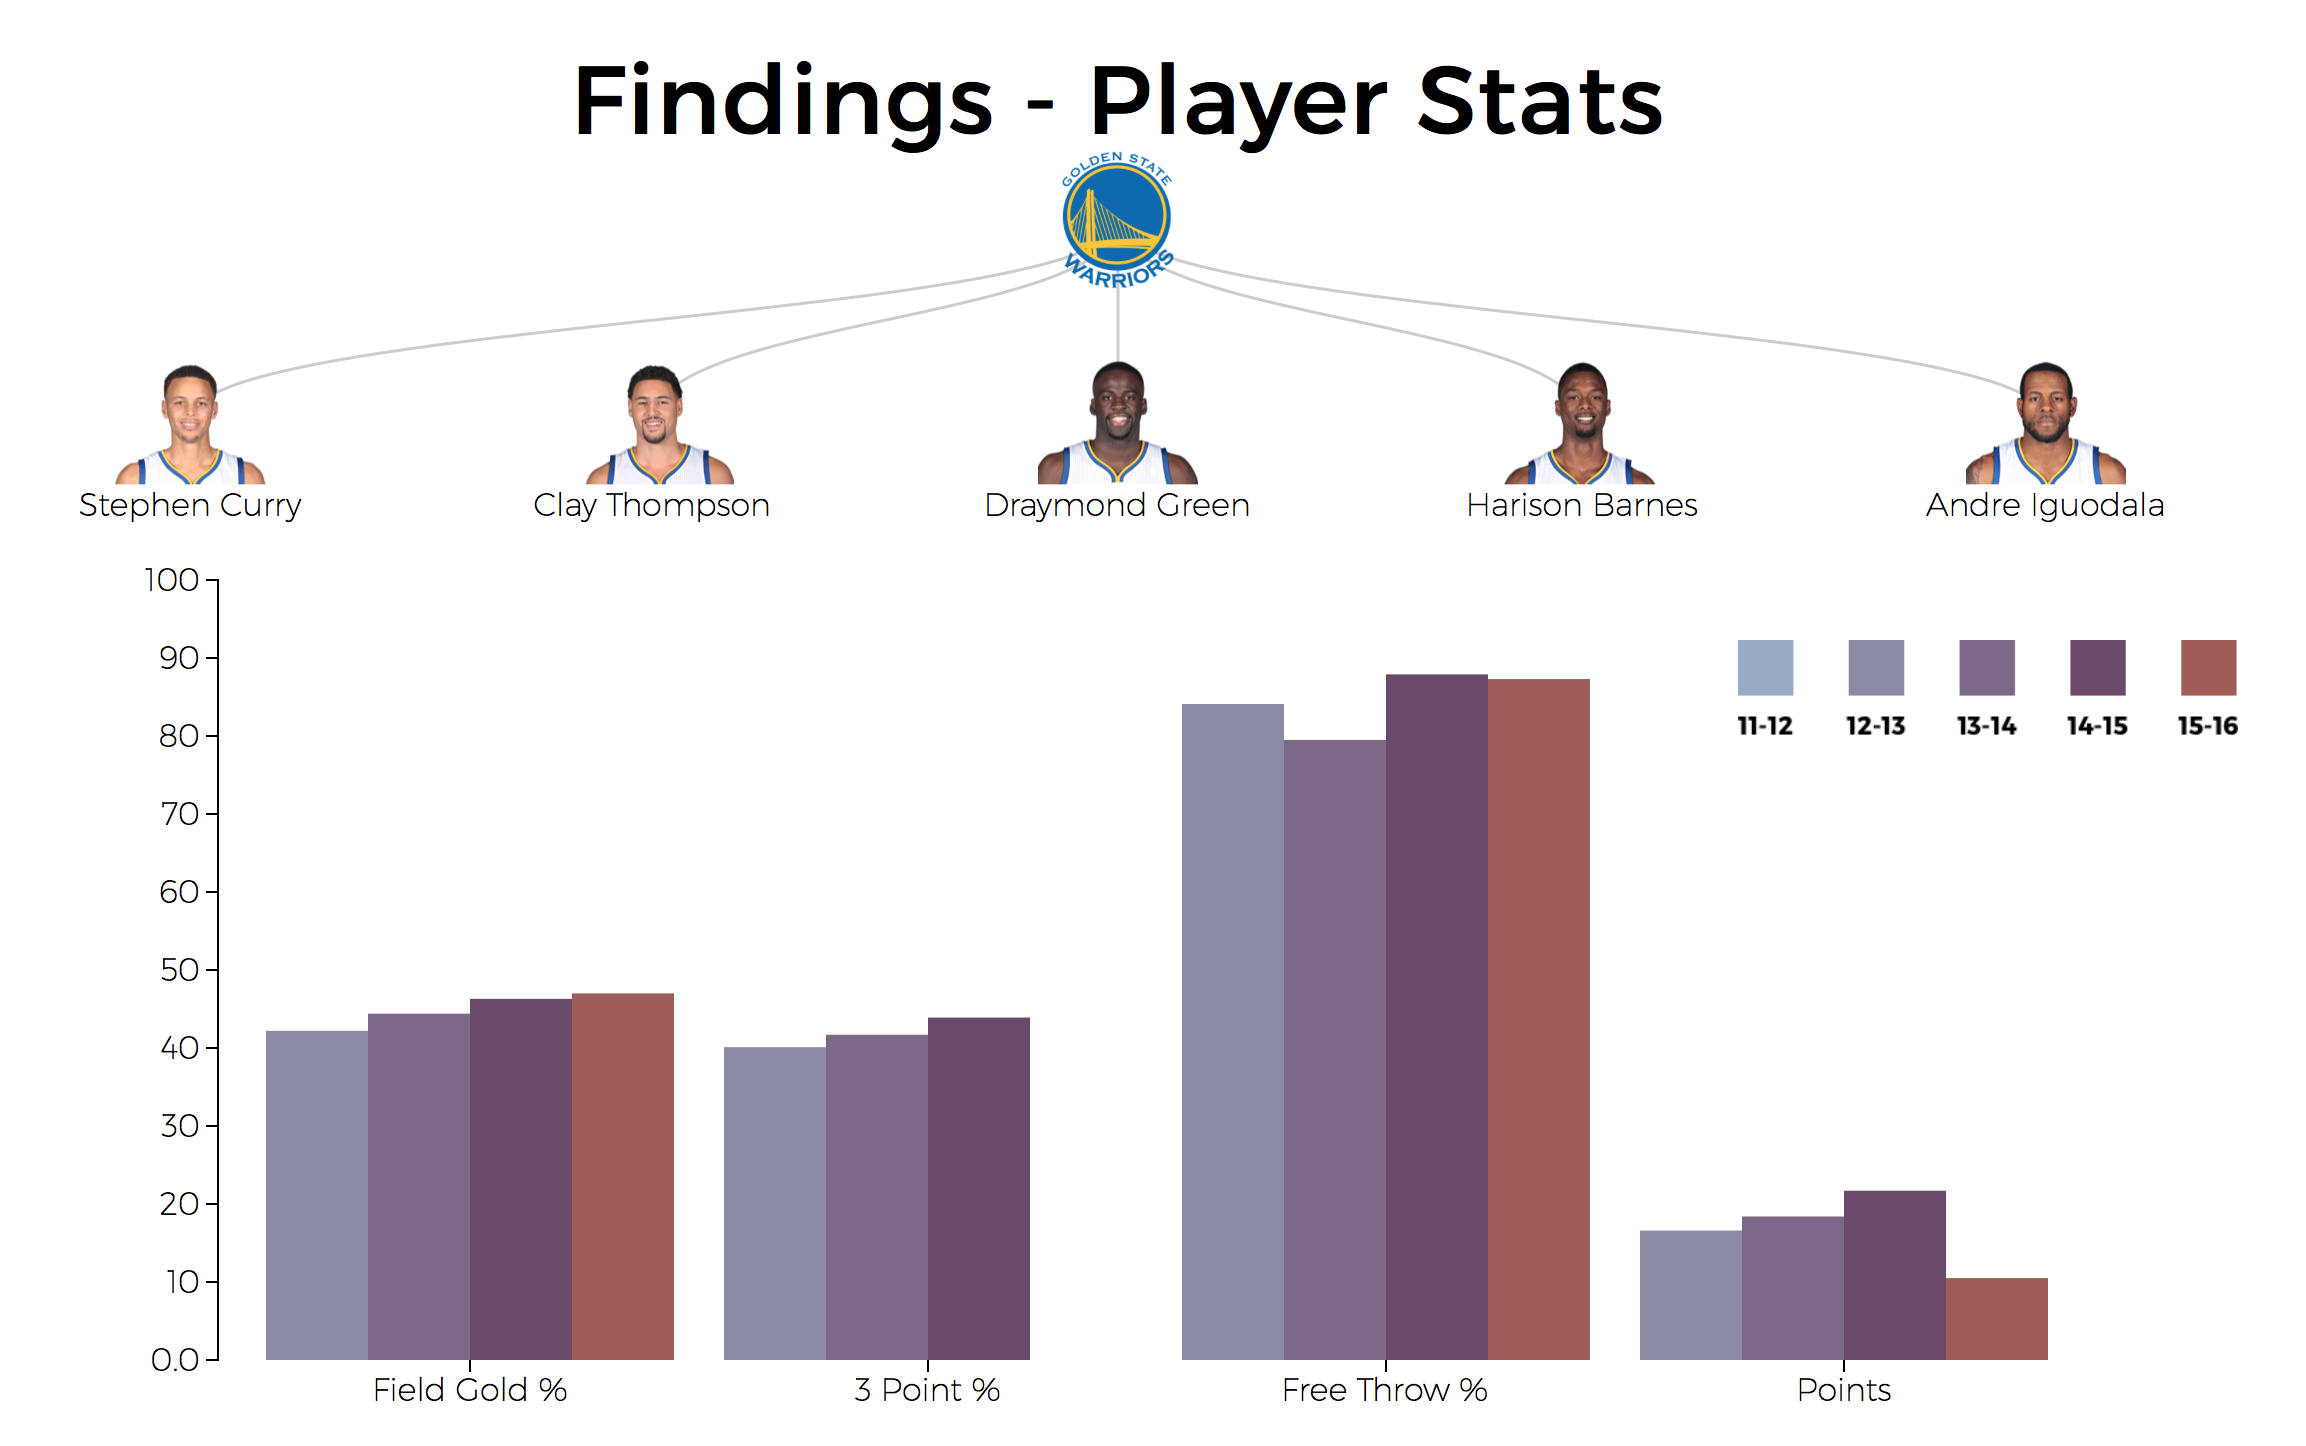 Findings - Player Stats
GOLDEN STATE
WARRIORS
Stephen Curry
Clay Thompson
Draymond Green
Harison Barnes
Andre Iguodala
100
90
80
70
60
50
40
30
20
10
0.0
11-12
12-13
13-14
14-15
15-16
Field Gold %
3 Point %
Free Throw %
Points